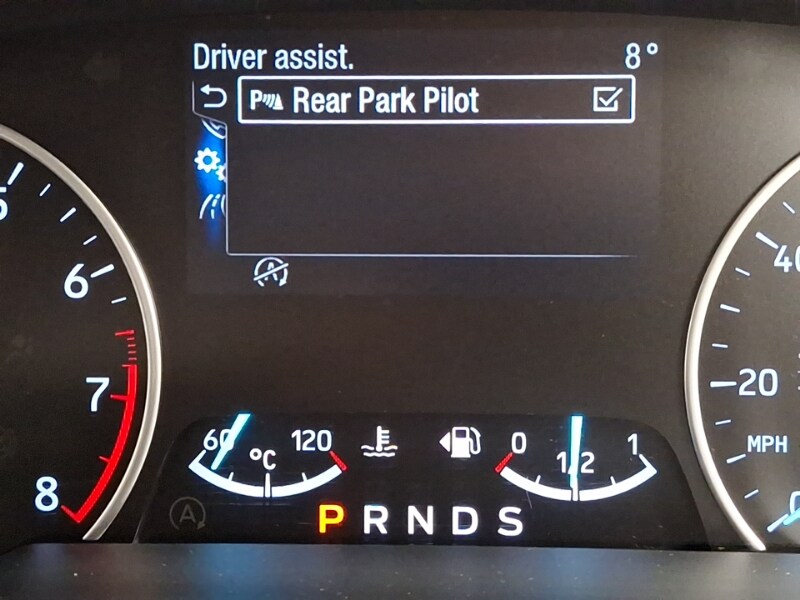 Driver assist. 8°
P Rear Park Pilot
A
5
6
7
8
40
20
MPH
0
60 °C 120
0 1/2 1
A
P R N D S